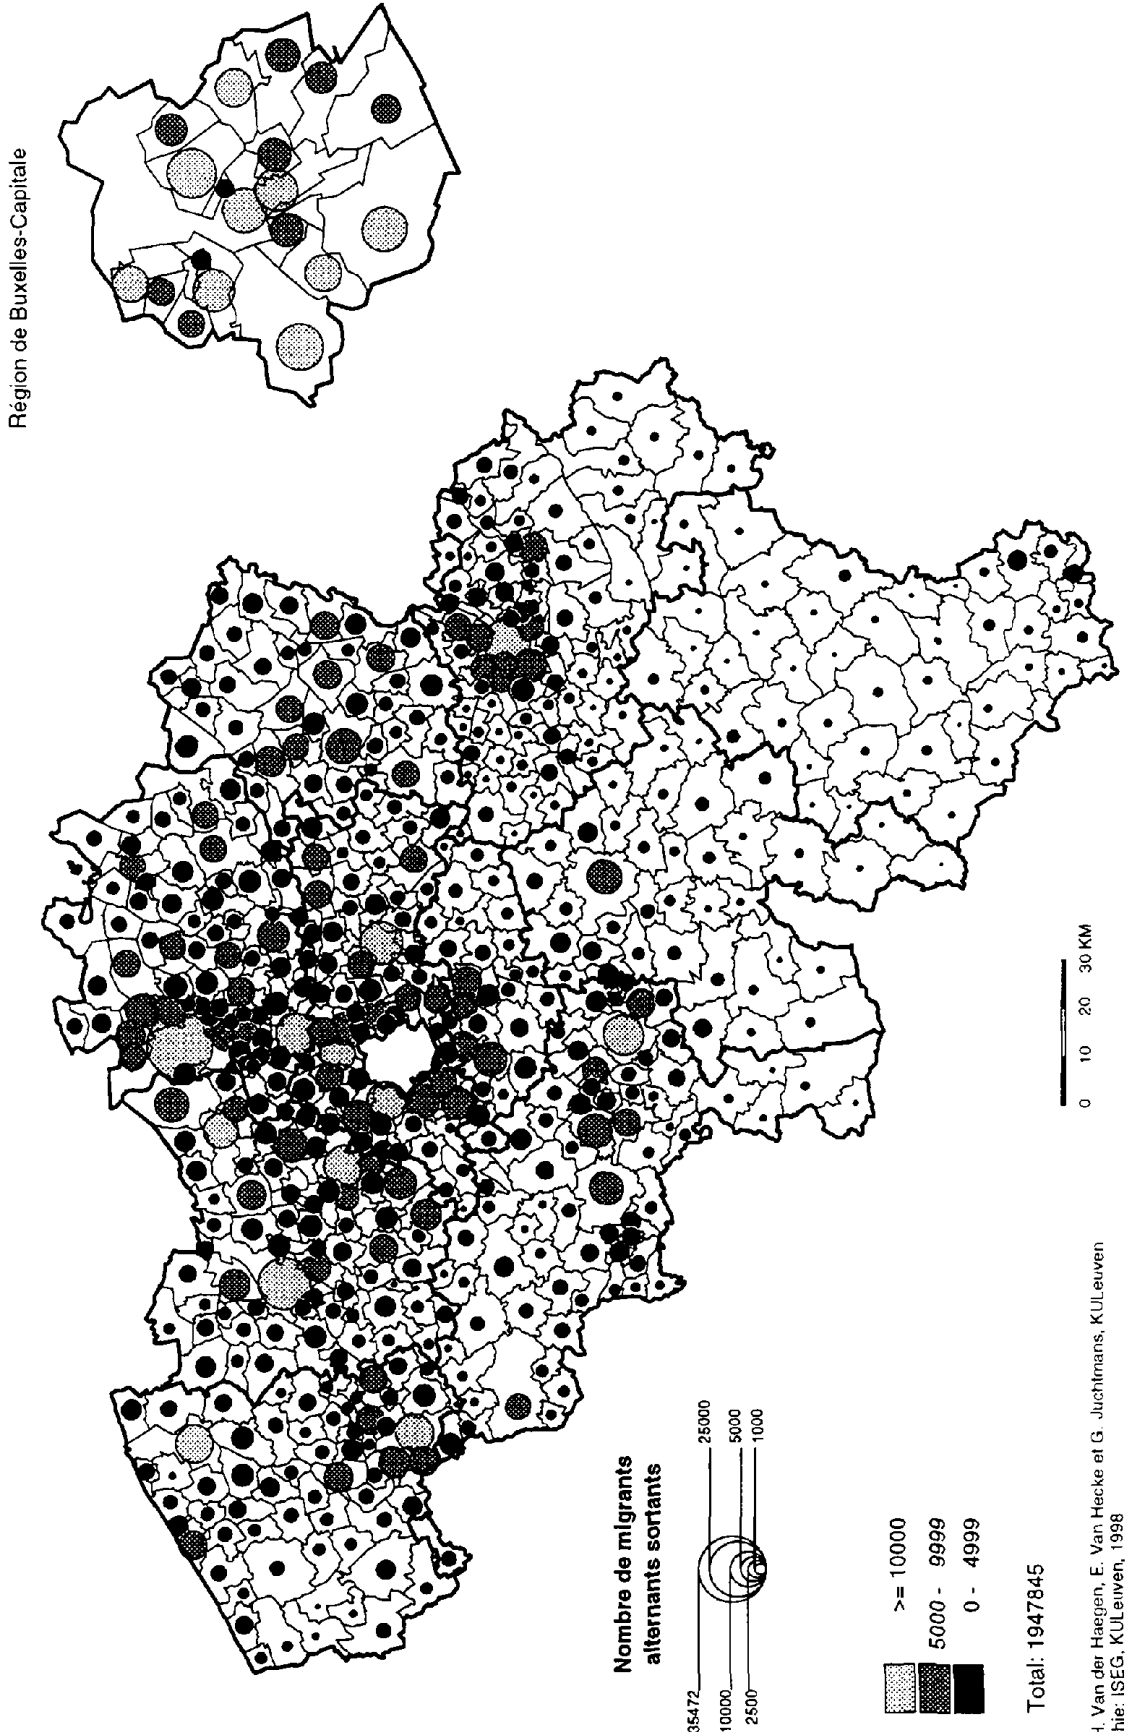 Région de Buxelles-Capitale
Nombre de migrants
alternants sortants
35472
25000
10000
5000
2500
1000
>= 10000
5000 - 9999
0 - 4999
Total: 1947845
0 10 20 30 KM
Van der Haegen, E. Van Hecke et G. Juchtmans, KULeuven
ISEG, KULeuven, 1998